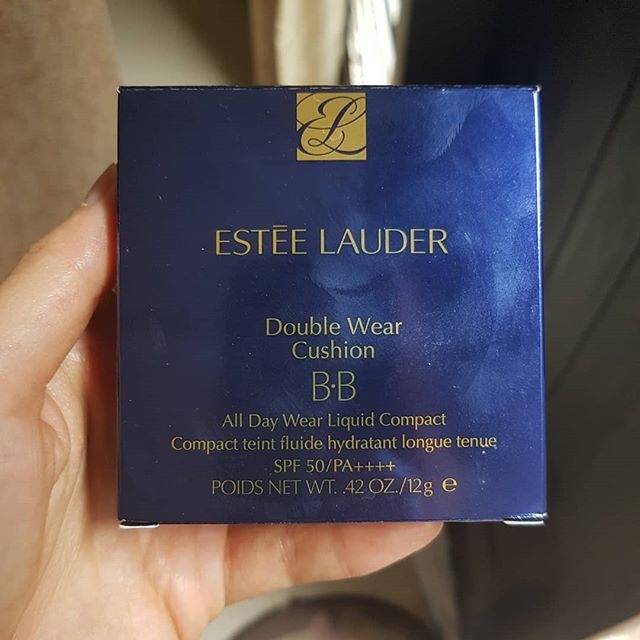 EL
ESTĒE LAUDER
Double Wear
Cushion
B·B
All Day Wear Liquid Compact
Compact teint fluide hydratant longue tenue
SPF 50/PA++++
POIDS NET WT. .42 OZ./12g ℮